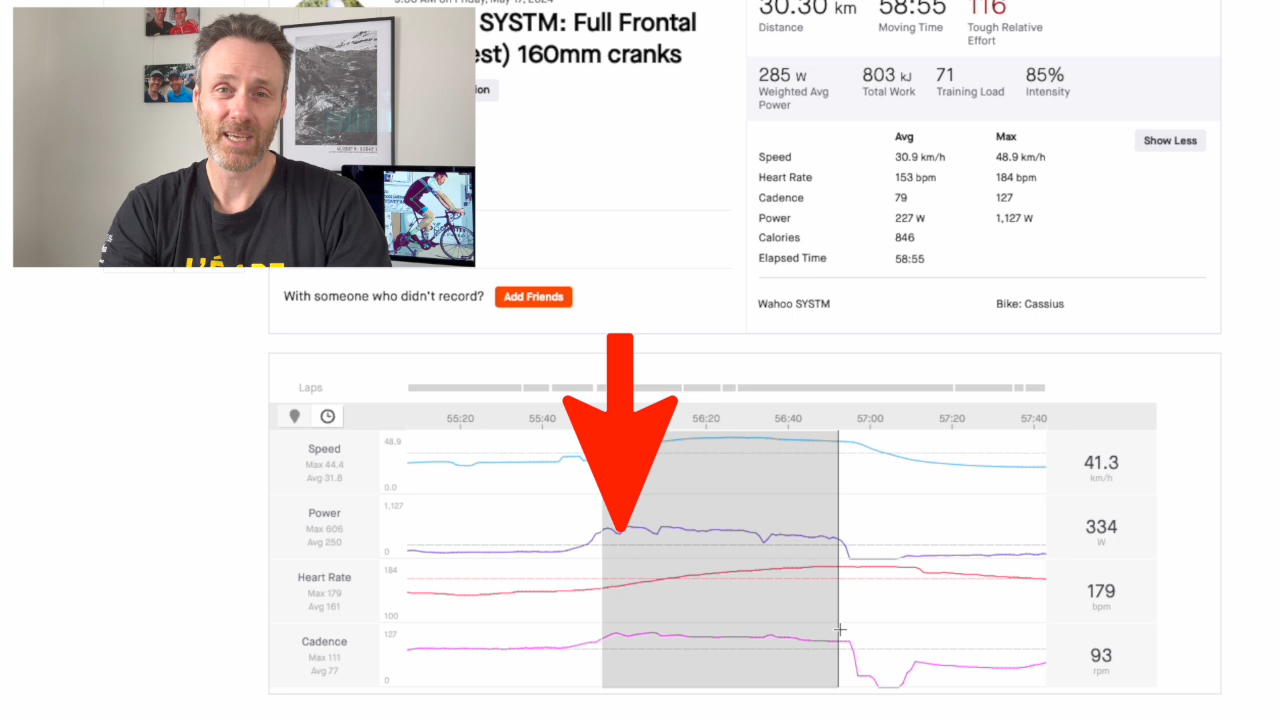 SYSTM: Full Frontal
160mm cranks
With someone who didn't record? Add Friends
30.30 km
Distance
58:55
Moving Time
116
Tough Relative
Effort
285 W
Weighted Avg
Power
803 kJ
Total Work
71
Training Load
85%
Intensity
Avg Max
Show Less
Speed 30.9 km/h 48.9 km/h
Heart Rate 153 bpm 184 bpm
Cadence 79 127
Power 227 W 1,127 W
Calories 846
Elapsed Time 58:55
Wahoo SYSTM Bike: Cassius
Laps
55:20 55:40 56:20 56:40 57:00 57:20 57:40
Speed
Max 44.4
Avg 31.8
48.9
0.0
41.3
km/h
Power
Max 606
Avg 250
1,127
0
334
W
Heart Rate
Max 179
Avg 161
184
100
179
bpm
Cadence
Max 111
Avg 77
127
0
93
rpm